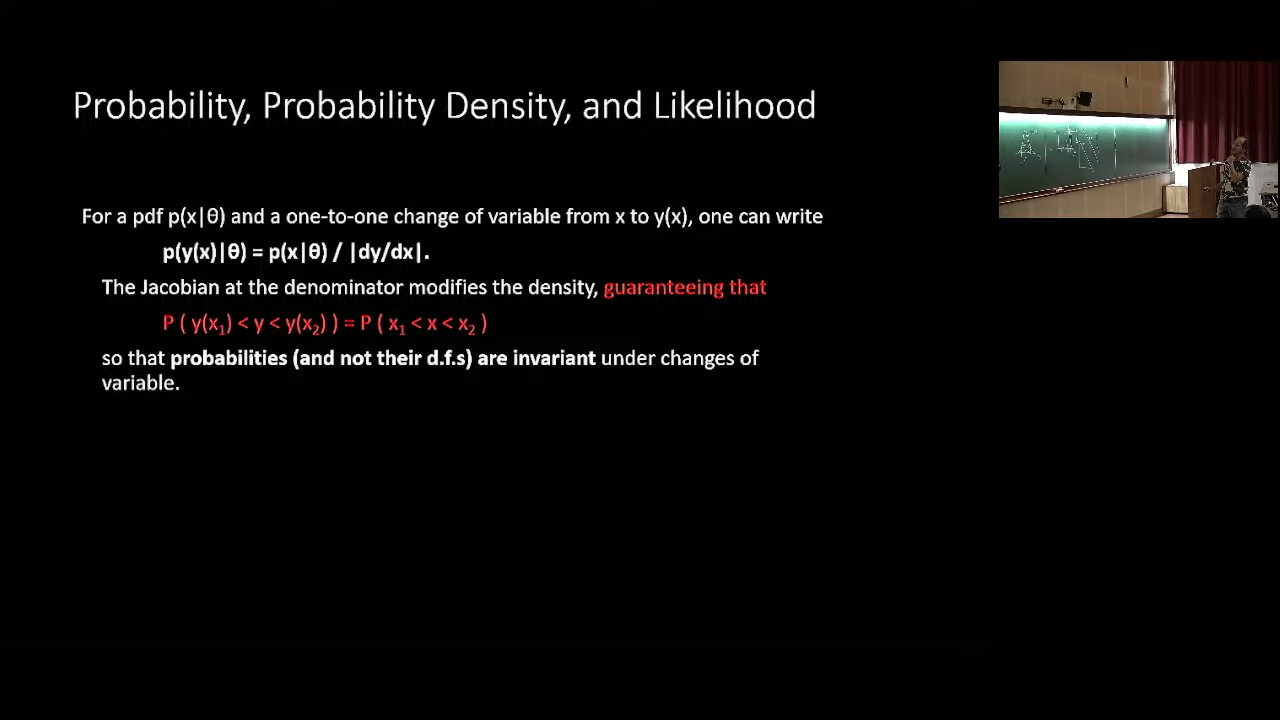 Probability, Probability Density, and Likelihood
For a pdf p(x|θ) and a one-to-one change of variable from x to y(x), one can write
p(y(x)|θ) = p(x|θ) / |dy/dx|.
The Jacobian at the denominator modifies the density, guaranteeing that
P ( y(x₁) < y < y(x₂) ) = P ( x₁ < x < x₂ )
so that probabilities (and not their d.f.s) are invariant under changes of
variable.